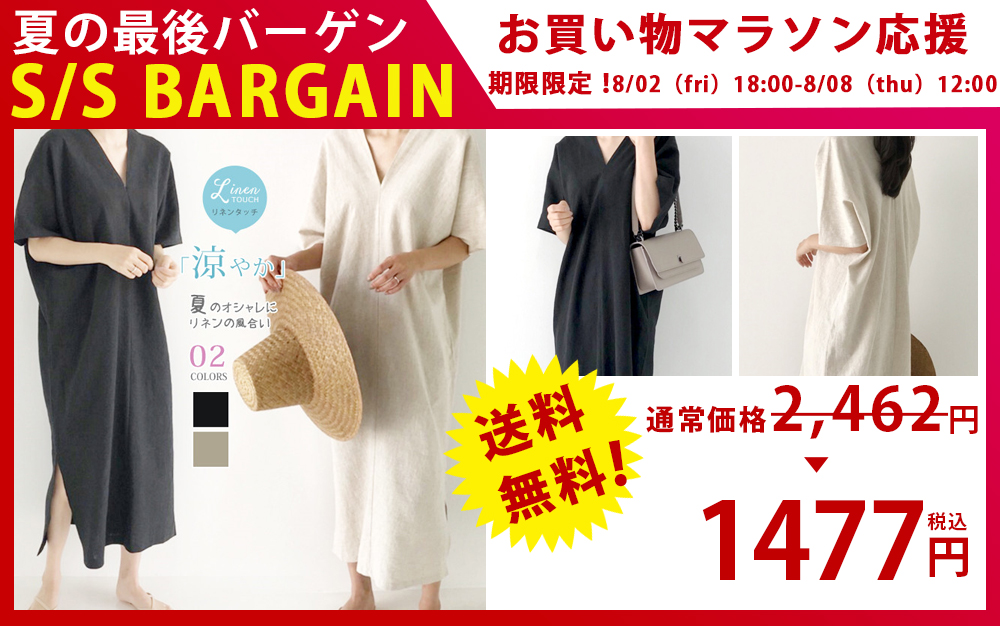 夏の最後バーゲン
S/S BARGAIN
お買い物マラソン応援
期限限定！8/02（fri）18:00-8/08（thu）12:00
Linen
TOUCH
リネンタッチ
「涼やか」
夏のオシャレに
リネンの風合い
02
COLORS
送料
無料！
通常価格2,462円
1477円税込